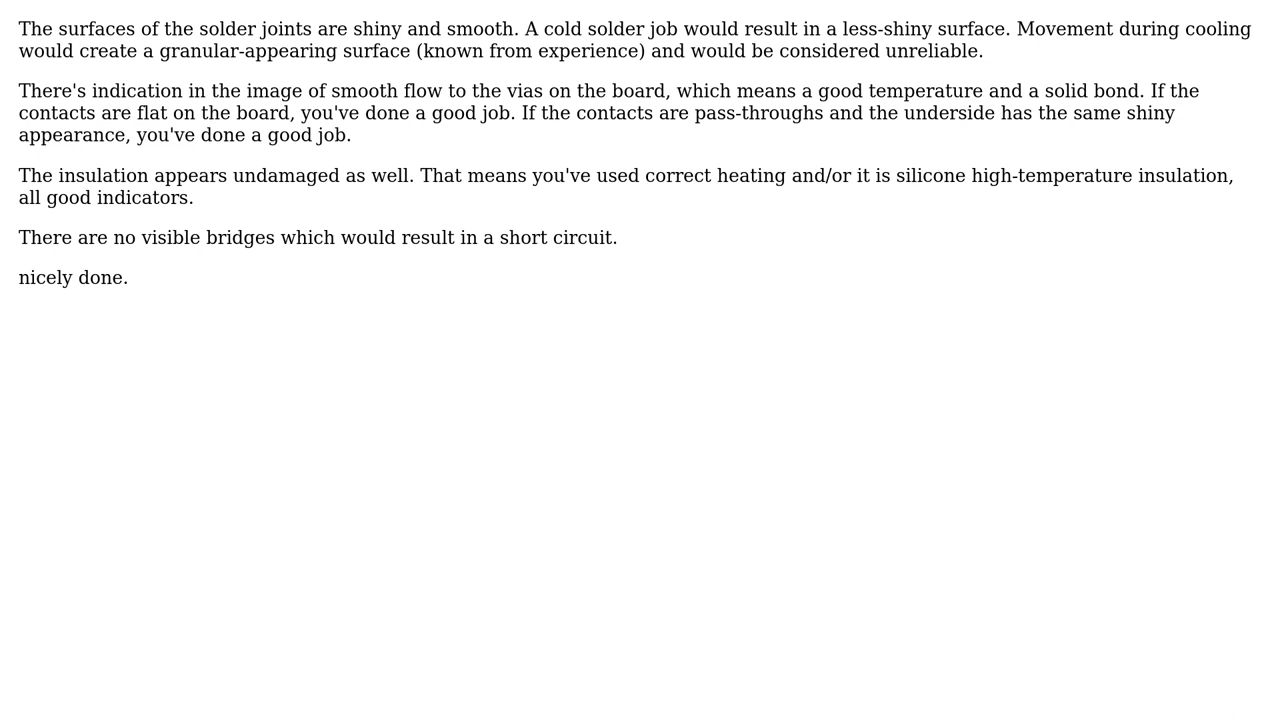 The surfaces of the solder joints are shiny and smooth. A cold solder job would result in a less-shiny surface. Movement during cooling
would create a granular-appearing surface (known from experience) and would be considered unreliable.
There's indication in the image of smooth flow to the vias on the board, which means a good temperature and a solid bond. If the
contacts are flat on the board, you've done a good job. If the contacts are pass-throughs and the underside has the same shiny
appearance, you've done a good job.
The insulation appears undamaged as well. That means you've used correct heating and/or it is silicone high-temperature insulation,
all good indicators.
There are no visible bridges which would result in a short circuit.
nicely done.